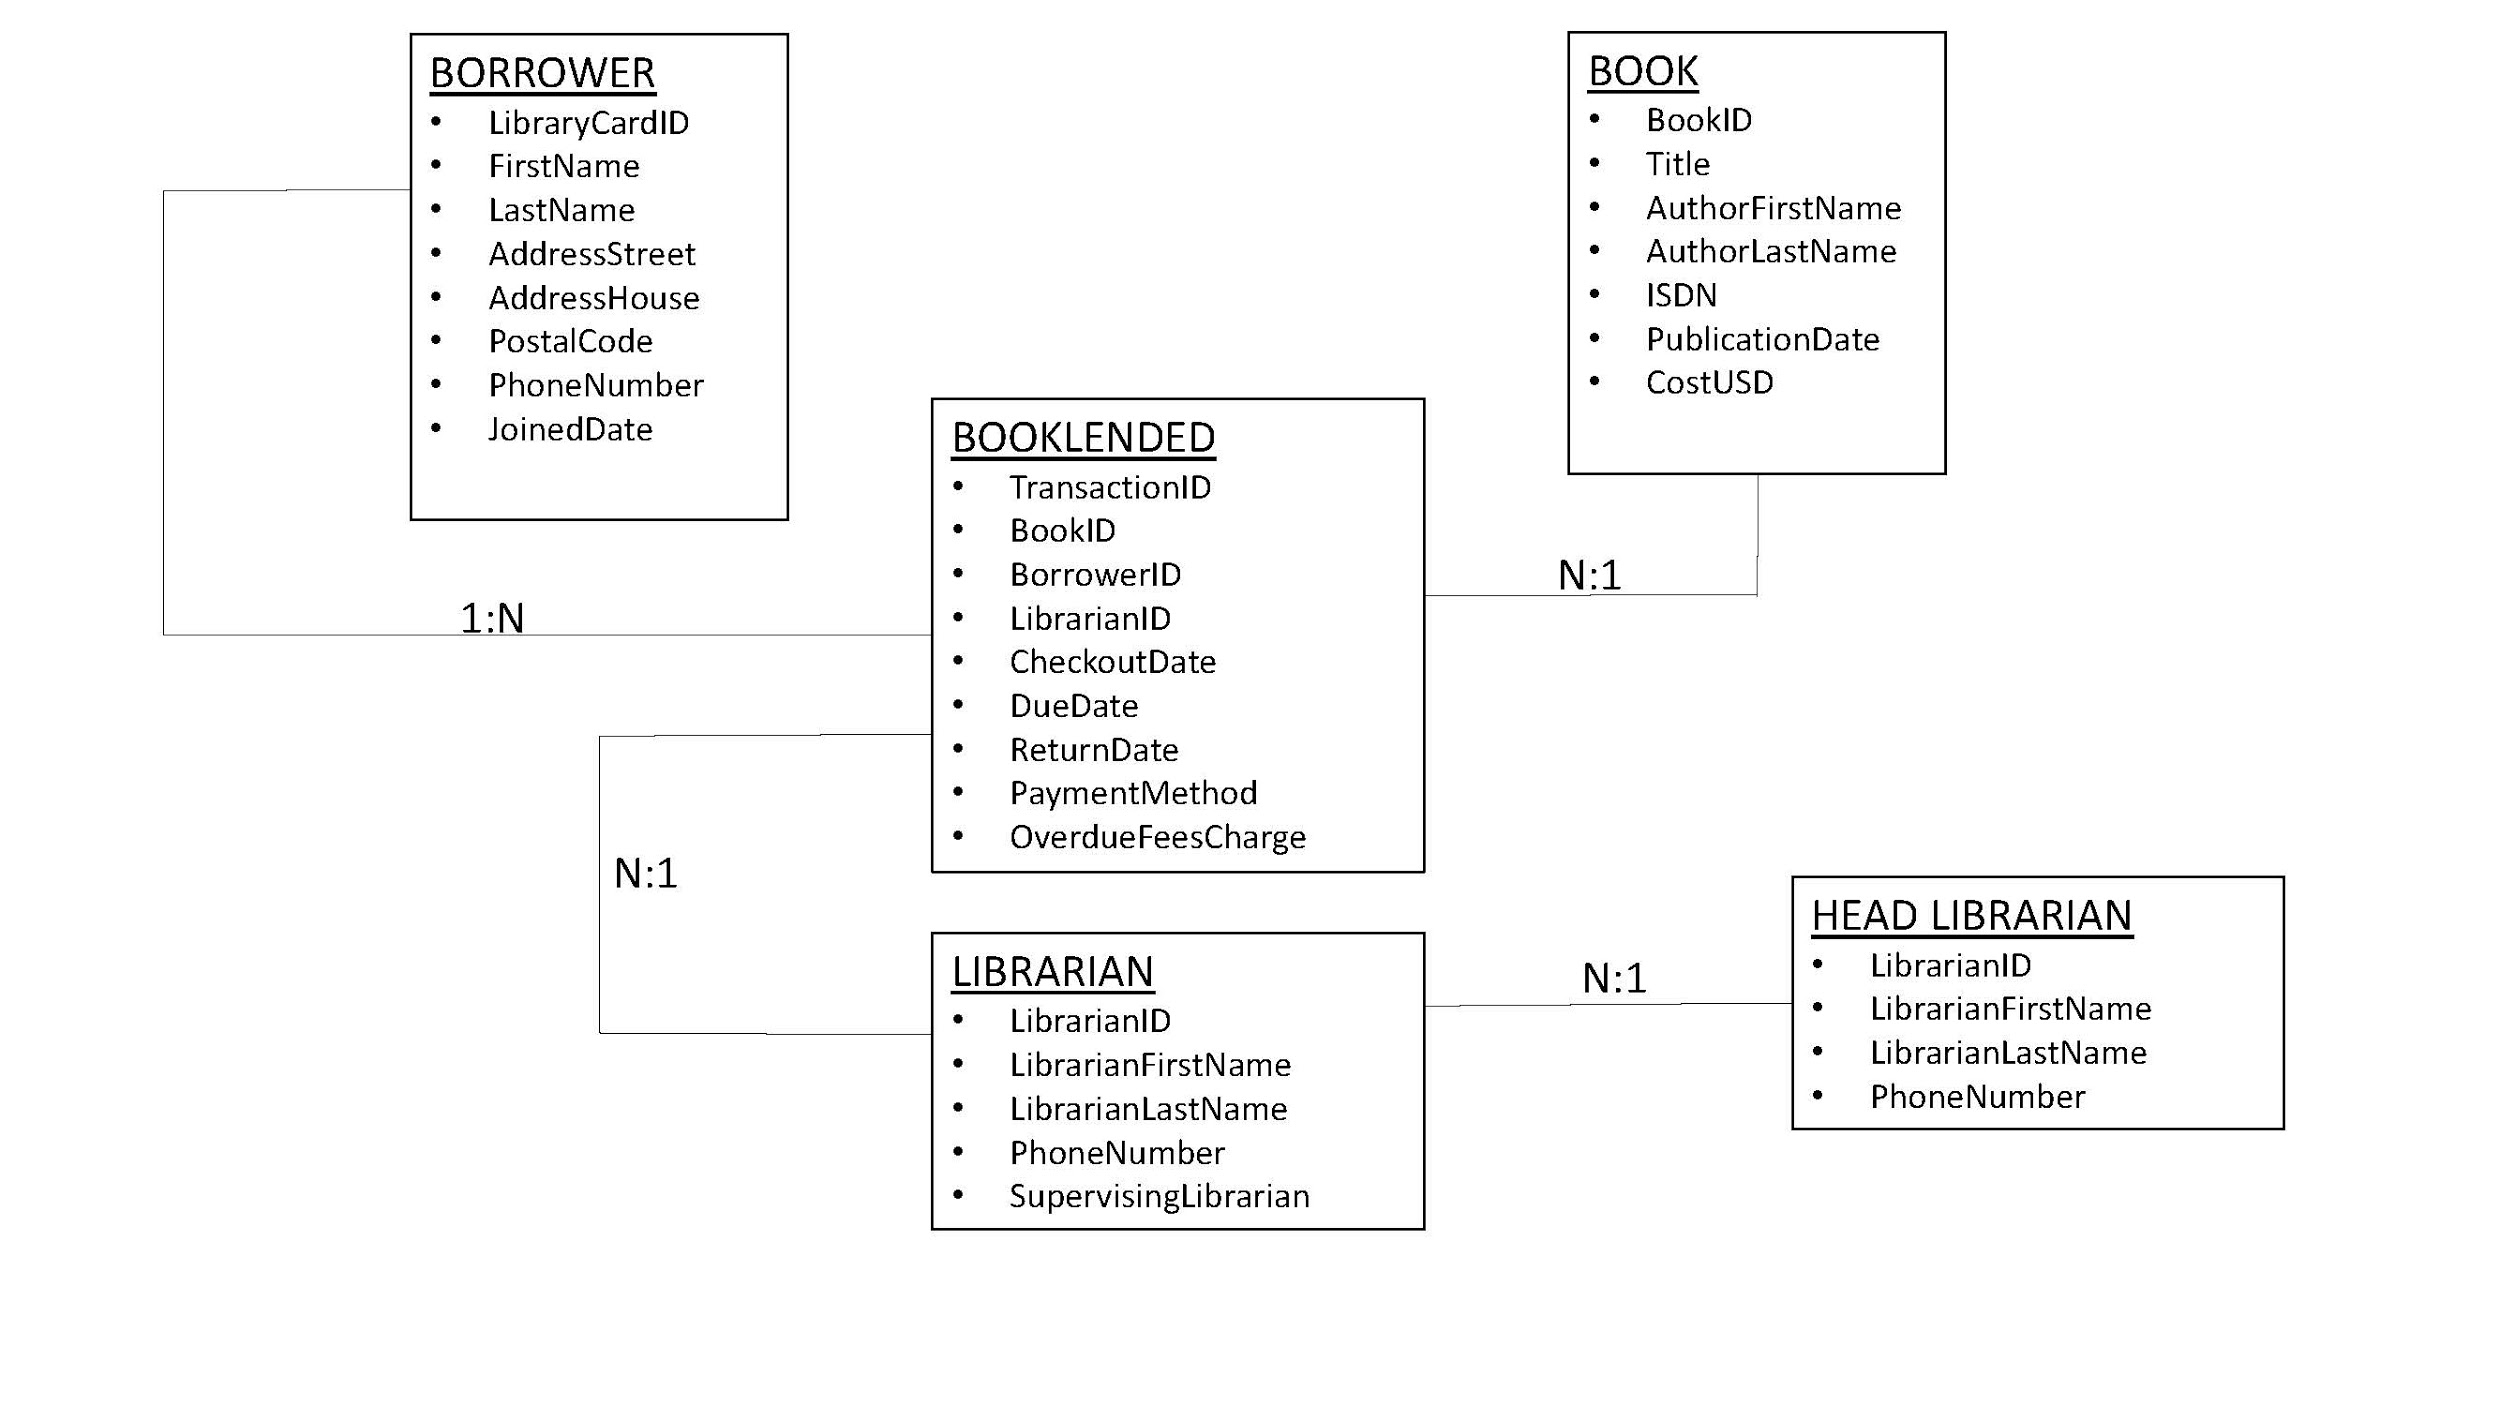 BORROWER
• LibraryCardID
• FirstName
• LastName
• AddressStreet
• AddressHouse
• PostalCode
• PhoneNumber
• JoinedDate
BOOK
• BookID
• Title
• AuthorFirstName
• AuthorLastName
• ISDN
• PublicationDate
• CostUSD
BOOKLENDED
• TransactionID
• BookID
• BorrowerID
• LibrarianID
• CheckoutDate
• DueDate
• ReturnDate
• PaymentMethod
• OverdueFeesCharge
N:1
1:N
N:1
LIBRARIAN
• LibrarianID
• LibrarianFirstName
• LibrarianLastName
• PhoneNumber
• SupervisingLibrarian
N:1
HEAD LIBRARIAN
• LibrarianID
• LibrarianFirstName
• LibrarianLastName
• PhoneNumber